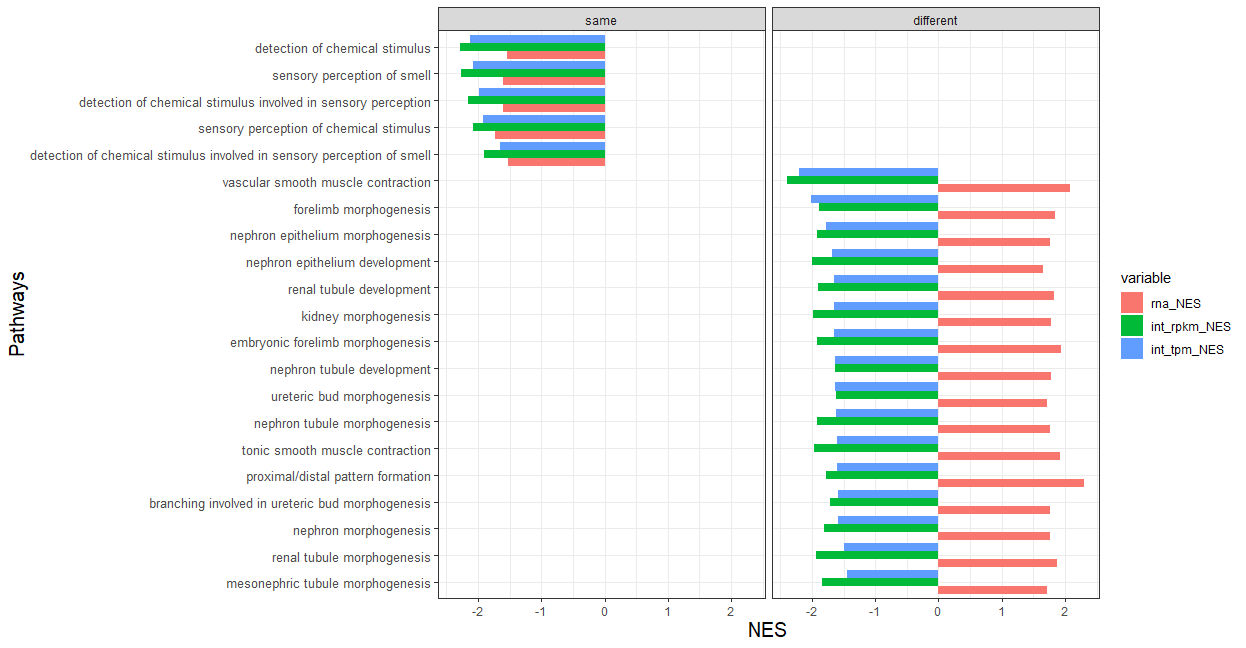 same
different
detection of chemical stimulus
sensory perception of smell
detection of chemical stimulus involved in sensory perception
sensory perception of chemical stimulus
detection of chemical stimulus involved in sensory perception of smell
vascular smooth muscle contraction
forelimb morphogenesis
nephron epithelium morphogenesis
nephron epithelium development
renal tubule development
kidney morphogenesis
embryonic forelimb morphogenesis
nephron tubule development
ureteric bud morphogenesis
nephron tubule morphogenesis
tonic smooth muscle contraction
proximal/distal pattern formation
branching involved in ureteric bud morphogenesis
nephron morphogenesis
renal tubule morphogenesis
mesonephric tubule morphogenesis
Pathways
-2 -1 0 1 2
-2 -1 0 1 2
NES
variable
rna_NES
int_rpkm_NES
int_tpm_NES